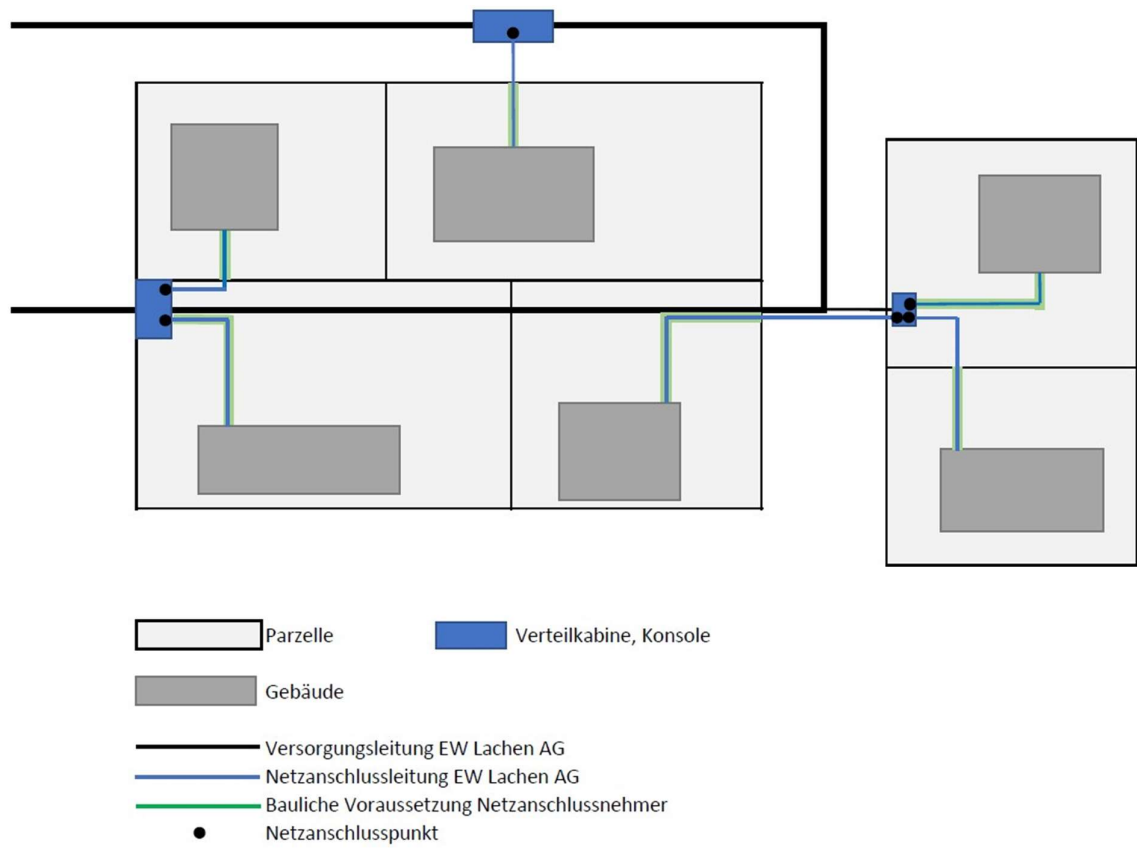 Parzelle
Verteilkabine, Konsole
Gebäude
Versorgungsleitung EW Lachen AG
Netzanschlussleitung EW Lachen AG
Bauliche Voraussetzung Netzanschlussnehmer
Netzanschlusspunkt